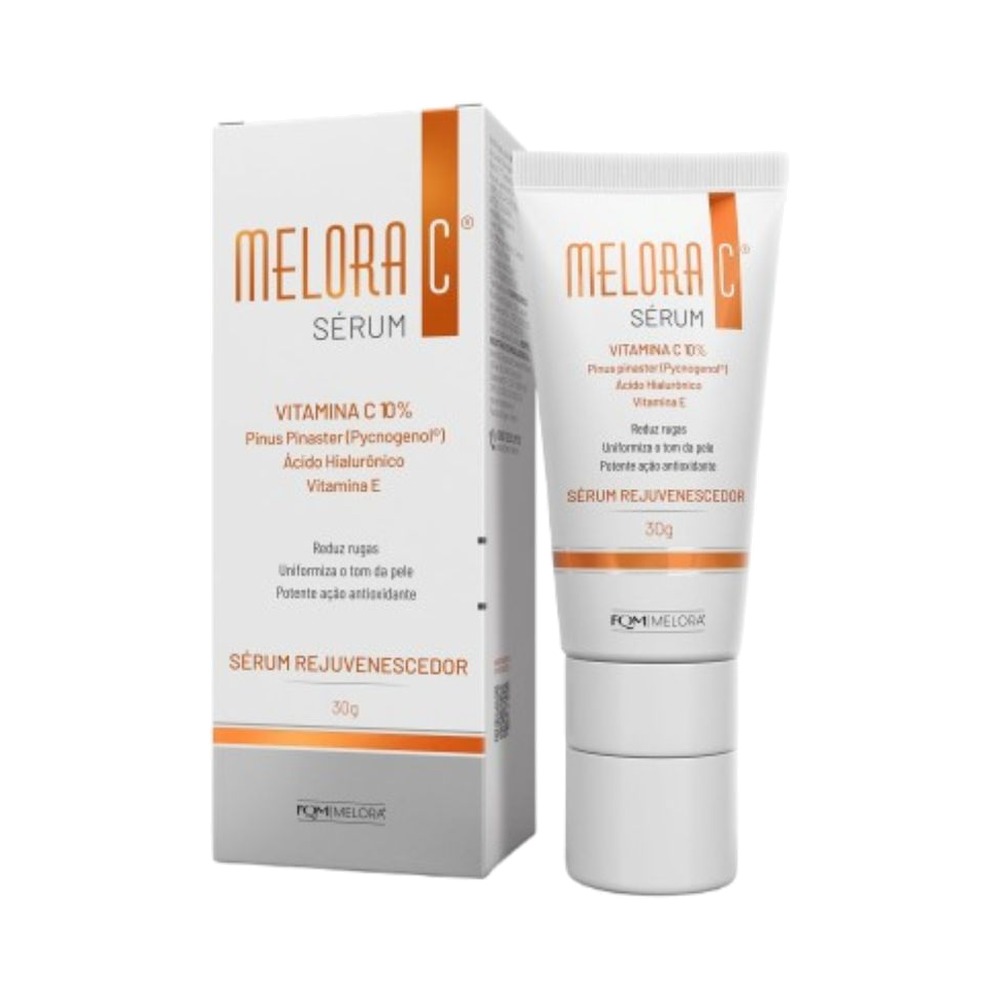 MELORA C®
SÉRUM
VITAMINA C 10%
Pinus Pinaster (Pycnogenol®)
Ácido Hialurônico
Vitamina E
Reduz rugas
Uniformiza o tom da pele
Potente ação antioxidante
SÉRUM REJUVENESCEDOR
30g
FQM|MELORA®
MELORA C®
SÉRUM
VITAMINA C 10%
Pinus pinaster (Pycnogenol®)
Ácido Hialurônico
Vitamina E
Reduz rugas
Uniformiza o tom da pele
Potente ação antioxidante
SÉRUM REJUVENESCEDOR
30g
FQM|MELORA®